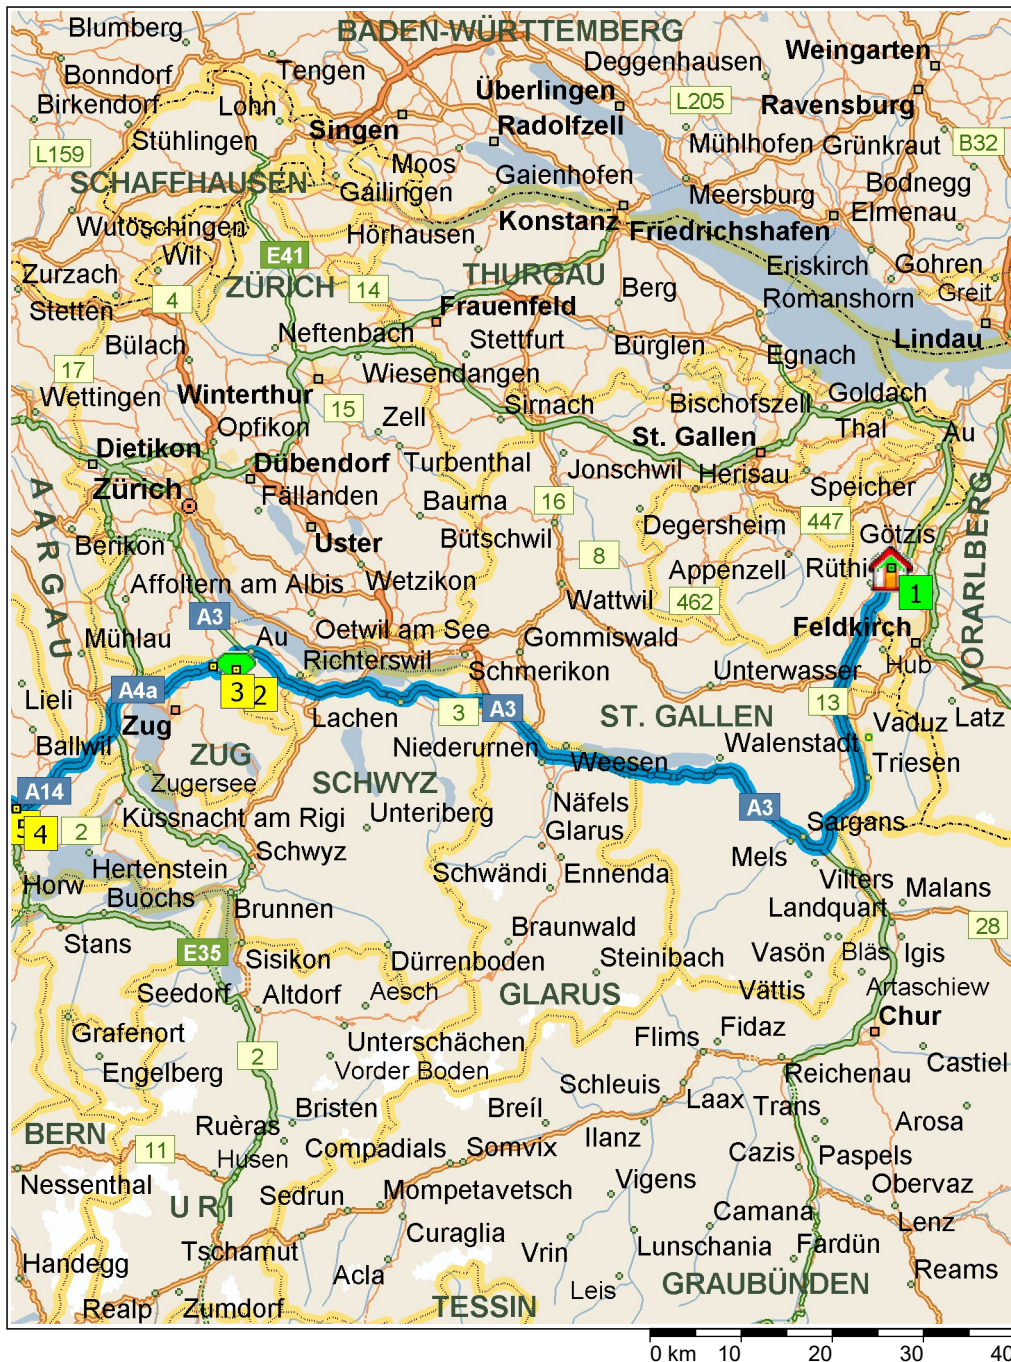 BADEN-WÜRTTEMBERG
Blumberg
Weingarten
Tengen
Deggenhausen
Bonndorf
Überlingen
L205
Ravensburg
Birkendorf
Lohn
Singen
Radolfzell
Stühlingen
Mühlhofen
Grünkraut
B32
L159
Moos
SCHAFFHAUSEN
Gailingen
Gaienhofen
Meersburg
Bodnegg
Wutöschingen
Konstanz
Elmenau
Hörhausen
Friedrichshafen
Wil
E41
Zurzach
ZÜRICH
14
THURGAU
Eriskirch
Gohren
4
Berg
Romanshorn
Greit
Stetten
Frauenfeld
Neftenbach
Stettfurt
Lindau
Bülach
Bürglen
Egnach
17
Wiesendangen
Wettingen
Winterthur
15
Zell
Sirnach
Bischofszell
Goldach
Opfikon
Thal
Au
Dietikon
St. Gallen
Dübendorf
Turbenthal
Jonschwil
Herisau
Zürich
Fällanden
Bauma
16
Speicher
AARGAU
Degersheim
447
Götzis
VORARLBERG
Berikon
Uster
Bütschwil
8
Appenzell
Rüthi
Affoltern am Albis
Wetzikon
Wattwil
462
1
A3
Mühlau
Au
Oetwil am See
Gommiswald
Feldkirch
Richterswil
Schmerikon
Unterwasser
Hub
Lieli
A4a
3
2
Lachen
3
A3
ST. GALLEN
13
Vaduz
Latz
Zug
Ballwil
ZUG
Niederurnen
Walenstadt
Zugersee
SCHWYZ
Weesen
Triesen
A14
Unteriberg
Näfels
A3
5
4
2
Küssnacht am Rigi
Glarus
Sargans
Schwyz
Mels
Hertenstein
Schwändi
Ennenda
Vilters
Horw
Buochs
Malans
Brunnen
Landquart
Braunwald
28
Stans
E35
Sisikon
Dürrenboden
Steinibach
Vasön
Bläs
Igis
Seedorf
Altdorf
Aesch
GLARUS
Vättis
Artaschiew
Grafenort
Chur
Unterschächen
Flims
Fidaz
Engelberg
2
Vorder Boden
Castiel
Schleuis
Reichenau
Bristen
Breíl
Laax
Trans
BERN
Ruèras
Ilanz
Arosa
11
Husen
Compadials
Somvix
Cazis
Paspels
Nessenthal
Sedrun
Mompetavetsch
Vigens
Obervaz
URI
Camana
Curaglia
Lenz
Tschamut
Vrin
Lunschania
Fardün
Handegg
Acla
Leis
GRAUBÜNDEN
Reams
Realp
Zumdorf
TESSIN
0 km 10 20 30 40